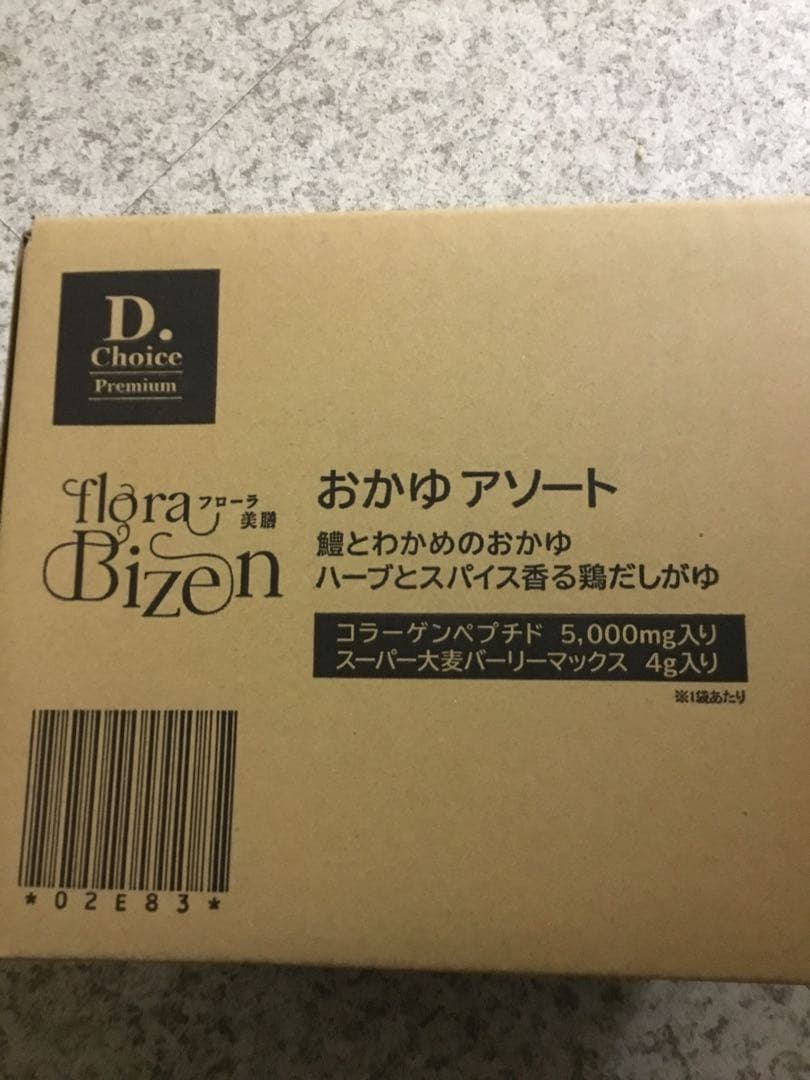 D.
Choice
Premium
flora フローラ
美膳
Bizen
おかゆ アソート
鱧とわかめのおかゆ
ハーブとスパイス香る鶏だしがゆ
コラーゲンペプチド 5,000mg入り
スーパー大麦バーリーマックス 4g入り
※1袋あたり
*02E83*